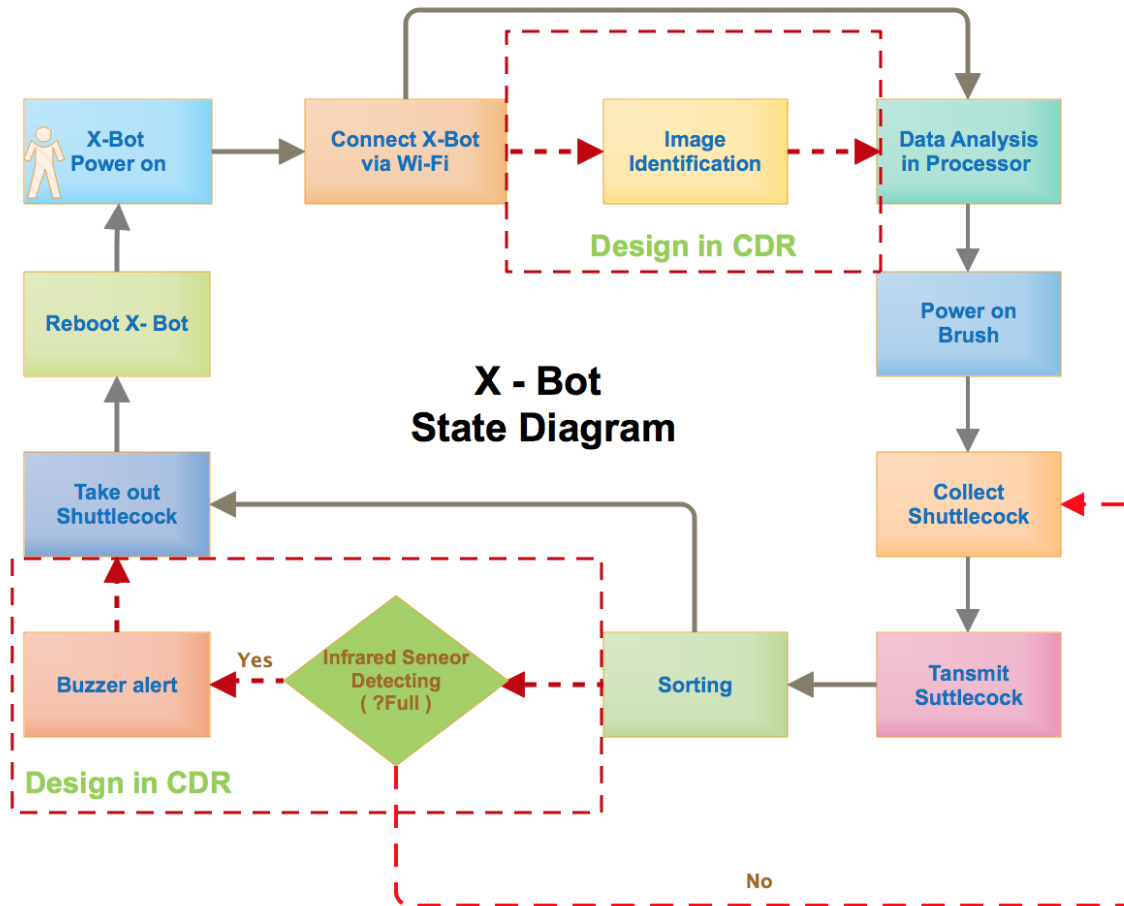 X-Bot
Power on
Connect X-Bot
via Wi-Fi
Image
Identification
Data Analysis
in Processor
Design in CDR
Reboot X- Bot
Power on
Brush
X - Bot
State Diagram
Take out
Shuttlecock
Collect
Shuttlecock
Buzzer alert
Yes
Infrared Seneor
Detecting
( ?Full )
Sorting
Tansmit
Suttlecock
Design in CDR
No